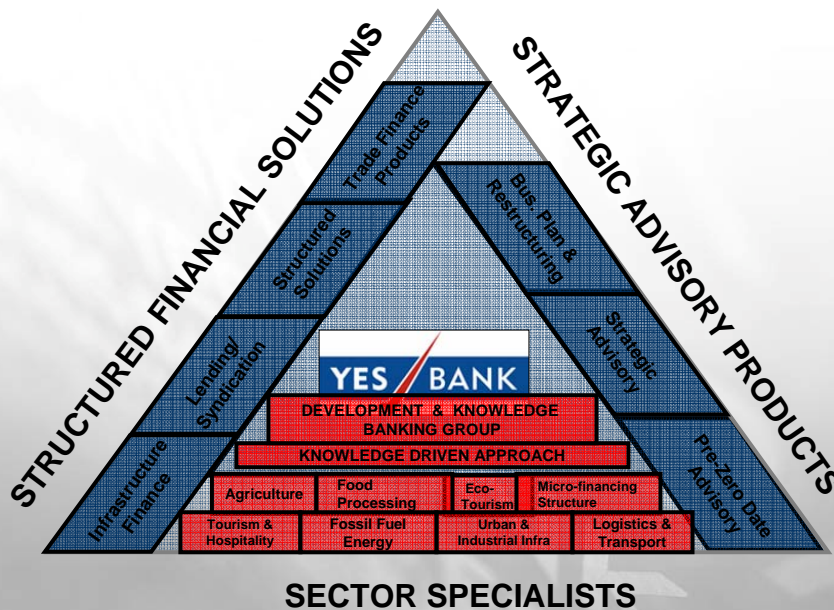 STRUCTURED FINANCIAL SOLUTIONS
STRATEGIC ADVISORY PRODUCTS
Trade Finance
Products
Structured
Solutions
Lending/
Syndication
Infrastructure
Finance
Bus. Plan &
Restructuring
Strategic
Advisory
Pre-Zero Date
Advisory
YES BANK
DEVELOPMENT & KNOWLEDGE
BANKING GROUP
KNOWLEDGE DRIVEN APPROACH
Agriculture
Food
Processing
Eco-
Tourism
Micro-financing
Structure
Tourism &
Hospitality
Fossil Fuel
Energy
Urban &
Industrial Infra
Logistics &
Transport
SECTOR SPECIALISTS